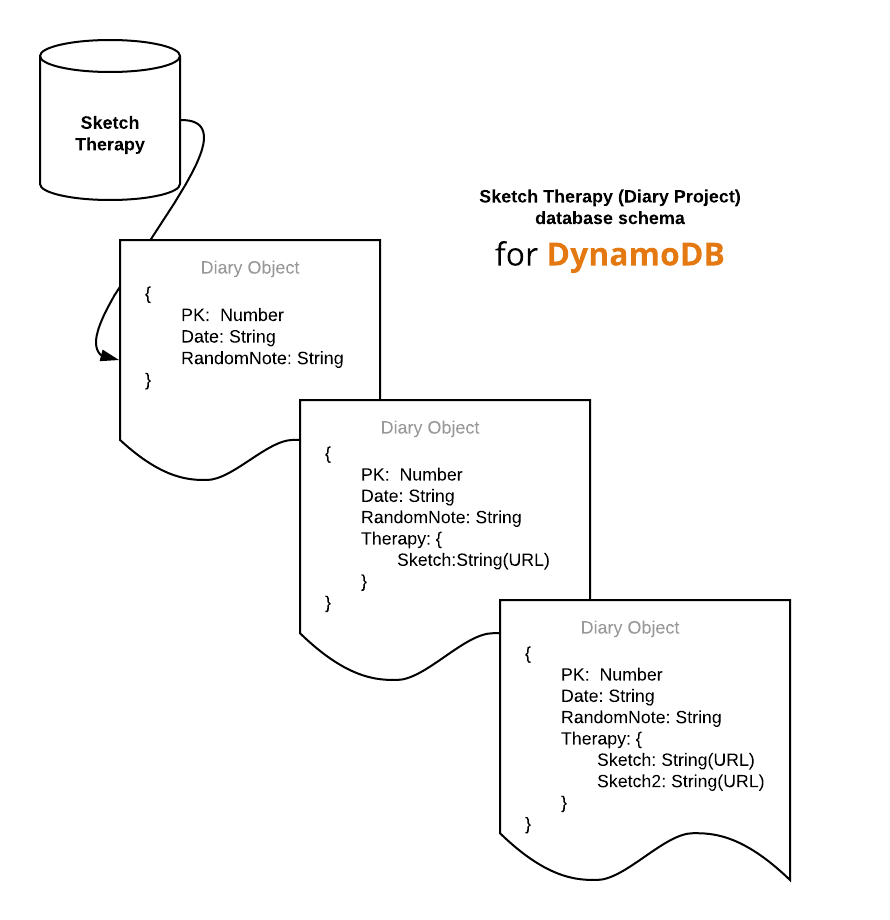 Sketch
Therapy
Sketch Therapy (Diary Project)
database schema
for DynamoDB
Diary Object
{
PK:  Number
Date: String
RandomNote: String
}
Diary Object
{
PK:  Number
Date: String
RandomNote: String
Therapy: {
Sketch:String(URL)
}
}
Diary Object
{
PK:  Number
Date: String
RandomNote: String
Therapy: {
Sketch: String(URL)
Sketch2: String(URL)
}
}